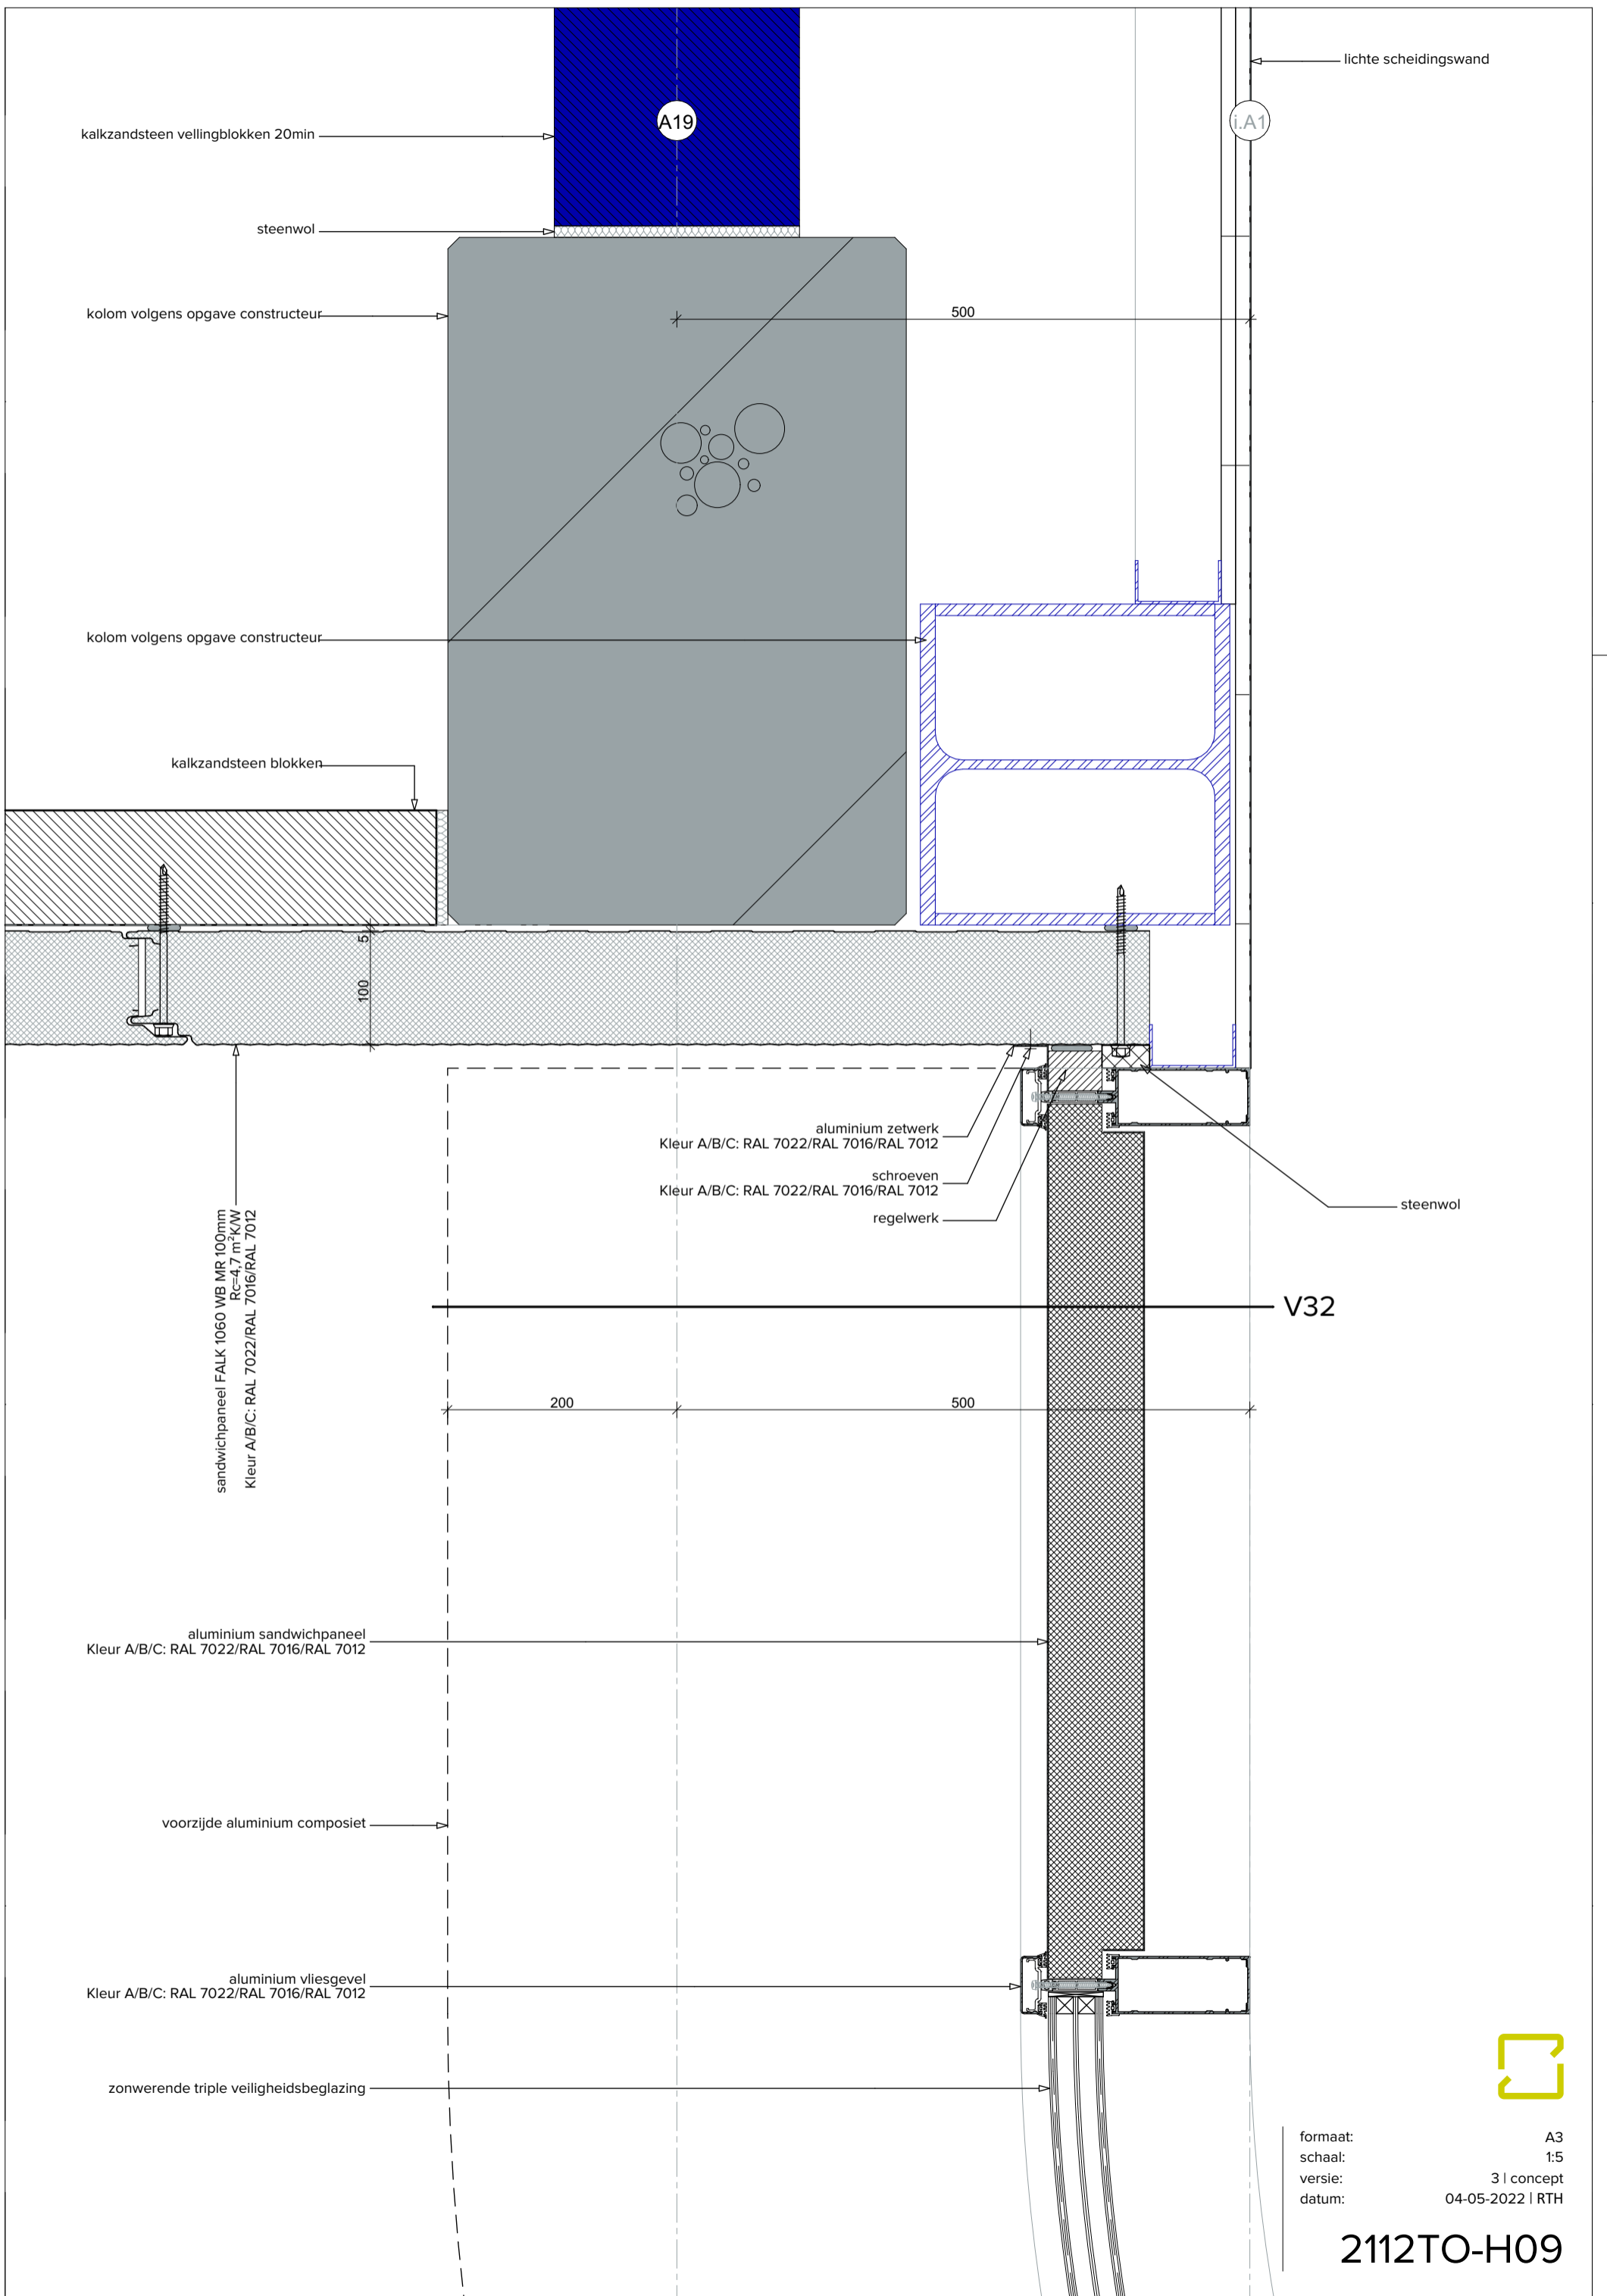 lichte scheidingswand
A19
i.A1
kalkzandsteen vellingblokken 20min
steenwol
kolom volgens opgave constructeur
500
kolom volgens opgave constructeur
kalkzandsteen blokken
5
100
aluminium zetwerk
Kleur A/B/C: RAL 7022/RAL 7016/RAL 7012
schroeven
Kleur A/B/C: RAL 7022/RAL 7016/RAL 7012
regelwerk
steenwol
sandwichpaneel FALK 1060 WB MR 100mm
Rc=4,7 m²K/W
Kleur A/B/C: RAL 7022/RAL 7016/RAL 7012
V32
200
500
aluminium sandwichpaneel
Kleur A/B/C: RAL 7022/RAL 7016/RAL 7012
voorzijde aluminium composiet
aluminium vliesgevel
Kleur A/B/C: RAL 7022/RAL 7016/RAL 7012
zonwerende triple veiligheidsbeglazing
formaat: A3
schaal: 1:5
versie: 3 | concept
datum: 04-05-2022 | RTH
2112TO-H09